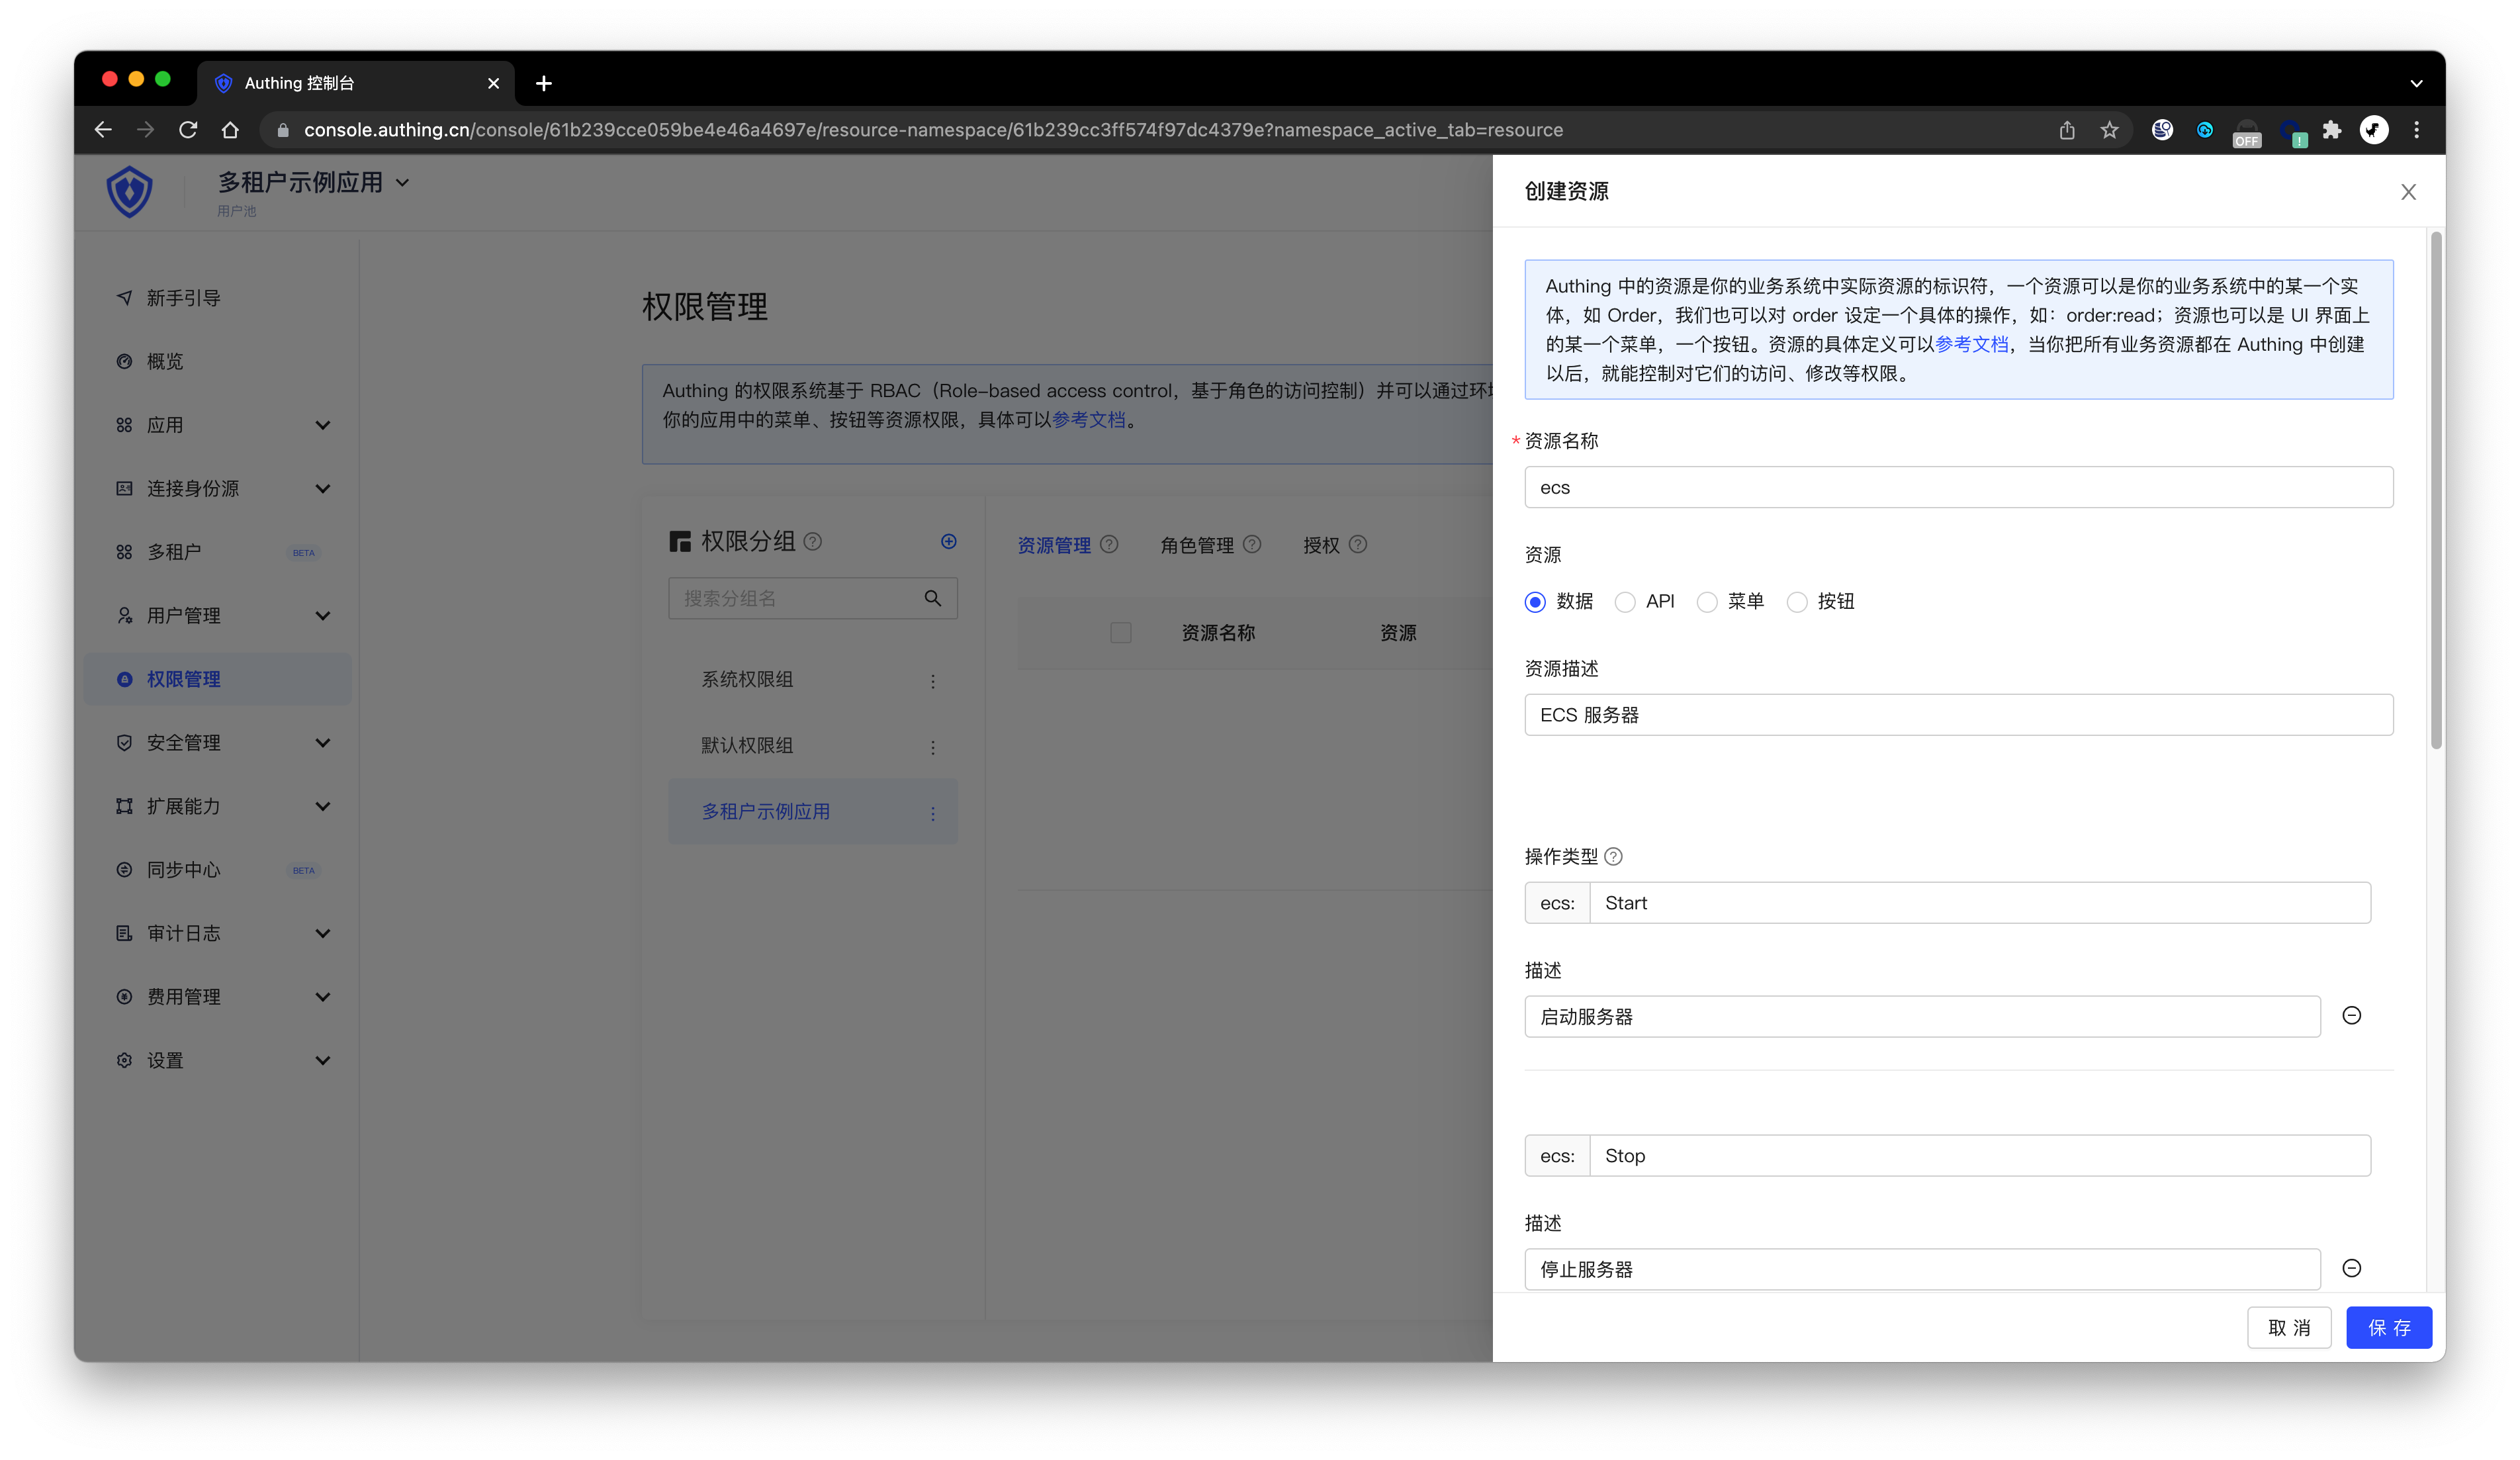 Authing 控制台
console.authing.cn/console/61b239cce059be4e46a4697e/resource-namespace/61b239cc3ff574f97dc4379e?namespace_active_tab=resource
OFF
!
多租户示例应用
用户池
新手引导
概览
应用
连接身份源
多租户 BETA
用户管理
权限管理
安全管理
扩展能力
同步中心 BETA
审计日志
费用管理
设置
权限管理
Authing 的权限系统基于 RBAC（Role-based access control，基于角色的访问控制）并可以通过环
你的应用中的菜单、按钮等资源权限，具体可以参考文档。
权限分组
搜索分组名
系统权限组
默认权限组
多租户示例应用
资源管理 角色管理 授权
资源名称 资源
创建资源
Authing 中的资源是你的业务系统中实际资源的标识符，一个资源可以是你的业务系统中的某一个实
体，如 Order，我们也可以对 order 设定一个具体的操作，如：order:read；资源也可以是 UI 界面上
的某一个菜单，一个按钮。资源的具体定义可以参考文档，当你把所有业务资源都在 Authing 中创建
以后，就能控制对它们的访问、修改等权限。
* 资源名称
ecs
资源
数据 API 菜单 按钮
资源描述
ECS 服务器
操作类型
ecs: Start
描述
启动服务器
ecs: Stop
描述
停止服务器
取 消 保 存